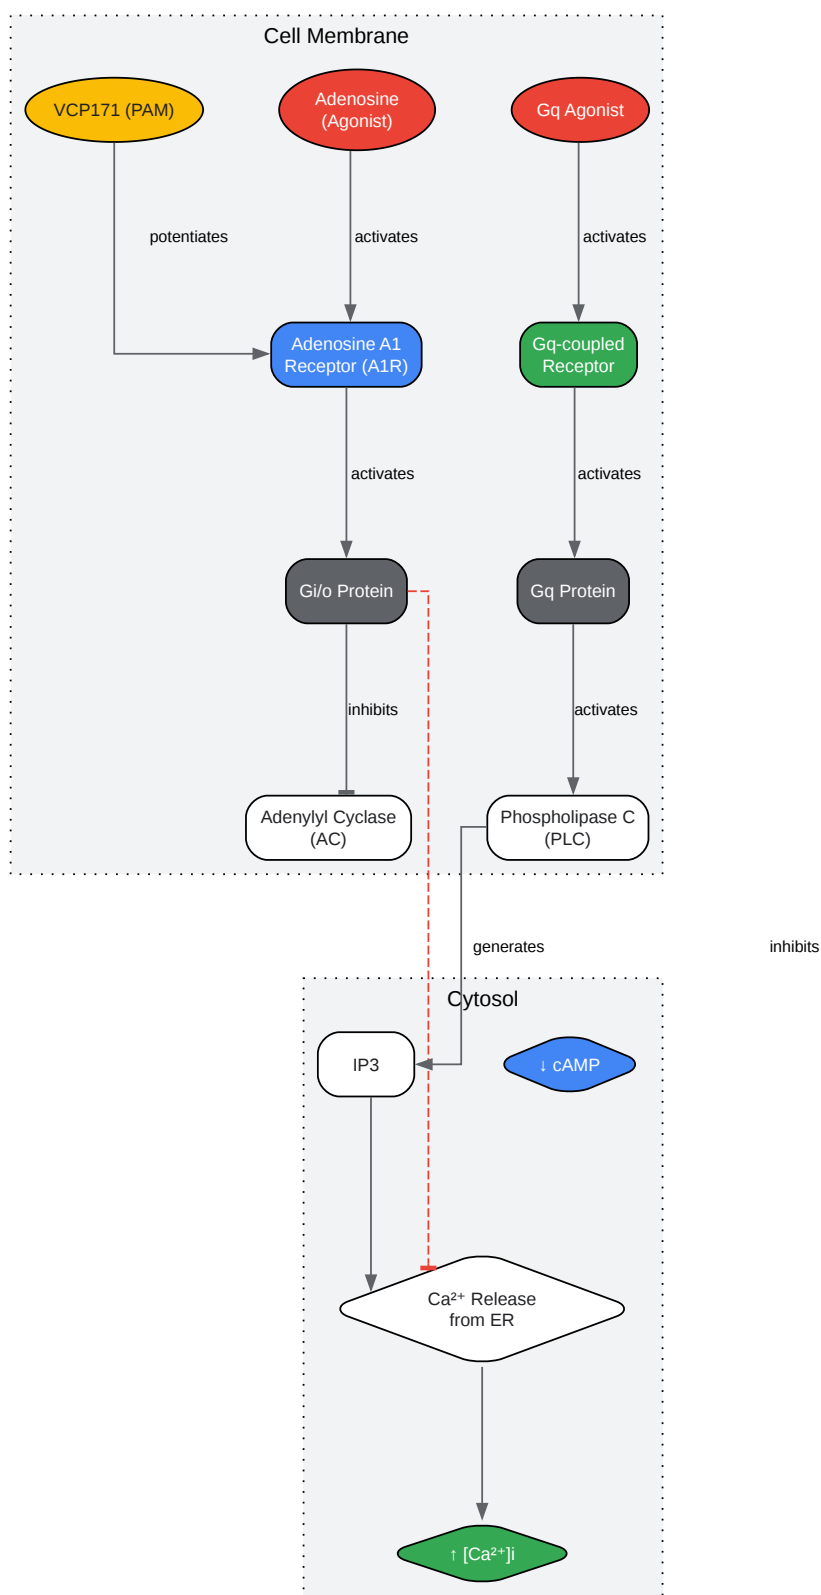 Cell Membrane
VCP171 (PAM)
Adenosine
(Agonist)
Gq Agonist
potentiates
activates
activates
Adenosine A1
Receptor (A1R)
Gq-coupled
Receptor
activates
activates
Gi/o Protein
Gq Protein
inhibits
activates
Adenylyl Cyclase
(AC)
Phospholipase C
(PLC)
generates
inhibits
Cytosol
IP3
↓ cAMP
Ca²⁺ Release
from ER
↑ [Ca²⁺]i